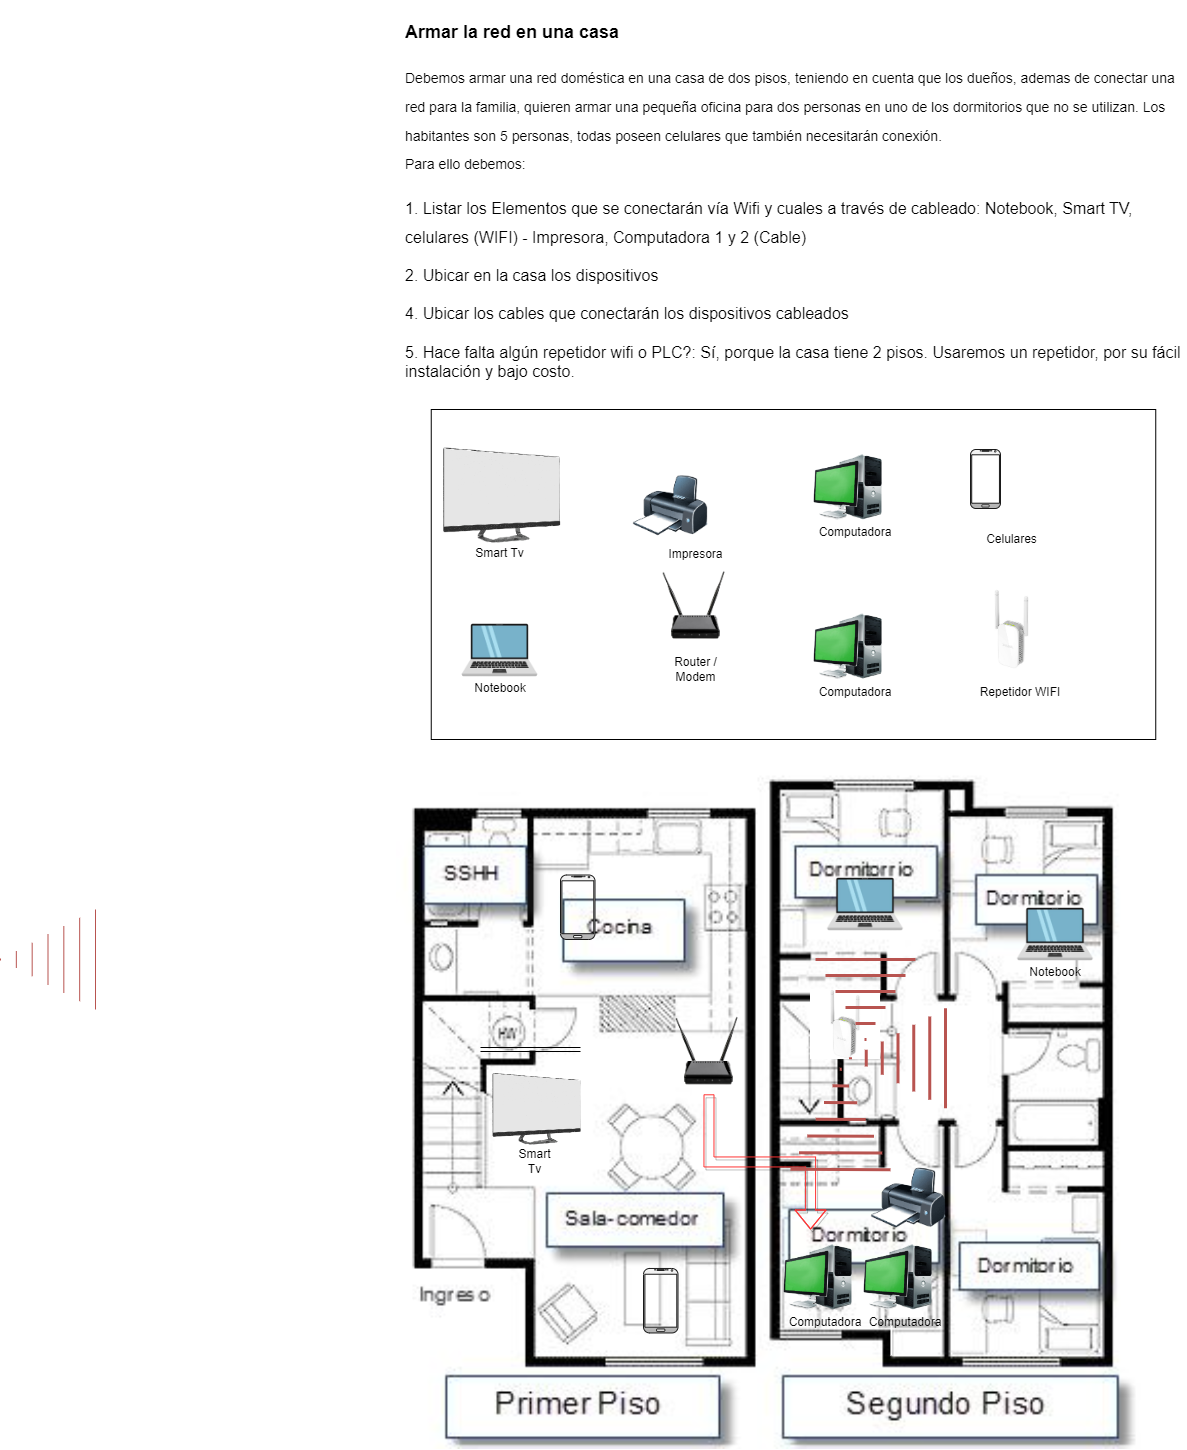 Armar la red en una casa
Debemos armar una red doméstica en una casa de dos pisos, teniendo en cuenta que los dueños, ademas de conectar una
red para la familia, quieren armar una pequeña oficina para dos personas en uno de los dormitorios que no se utilizan. Los
habitantes son 5 personas, todas poseen celulares que también necesitarán conexión.
Para ello debemos:
1. Listar los Elementos que se conectarán vía Wifi y cuales a través de cableado: Notebook, Smart TV,
celulares (WIFI) - Impresora, Computadora 1 y 2 (Cable)
2. Ubicar en la casa los dispositivos
4. Ubicar los cables que conectarán los dispositivos cableados
5. Hace falta algún repetidor wifi o PLC?: Sí, porque la casa tiene 2 pisos. Usaremos un repetidor, por su fácil
instalación y bajo costo.
Smart Tv
Impresora
Computadora
Celulares
Notebook
Router /
Modem
Computadora
Repetidor WIFI
SSHH
Cocina
HW
Smart
Tv
Sala-comedor
Ingreso
Primer Piso
Dormitorrio
Dormitorio
Notebook
Dormitorio
Dormitorio
Computadora
Computadora
Segundo Piso